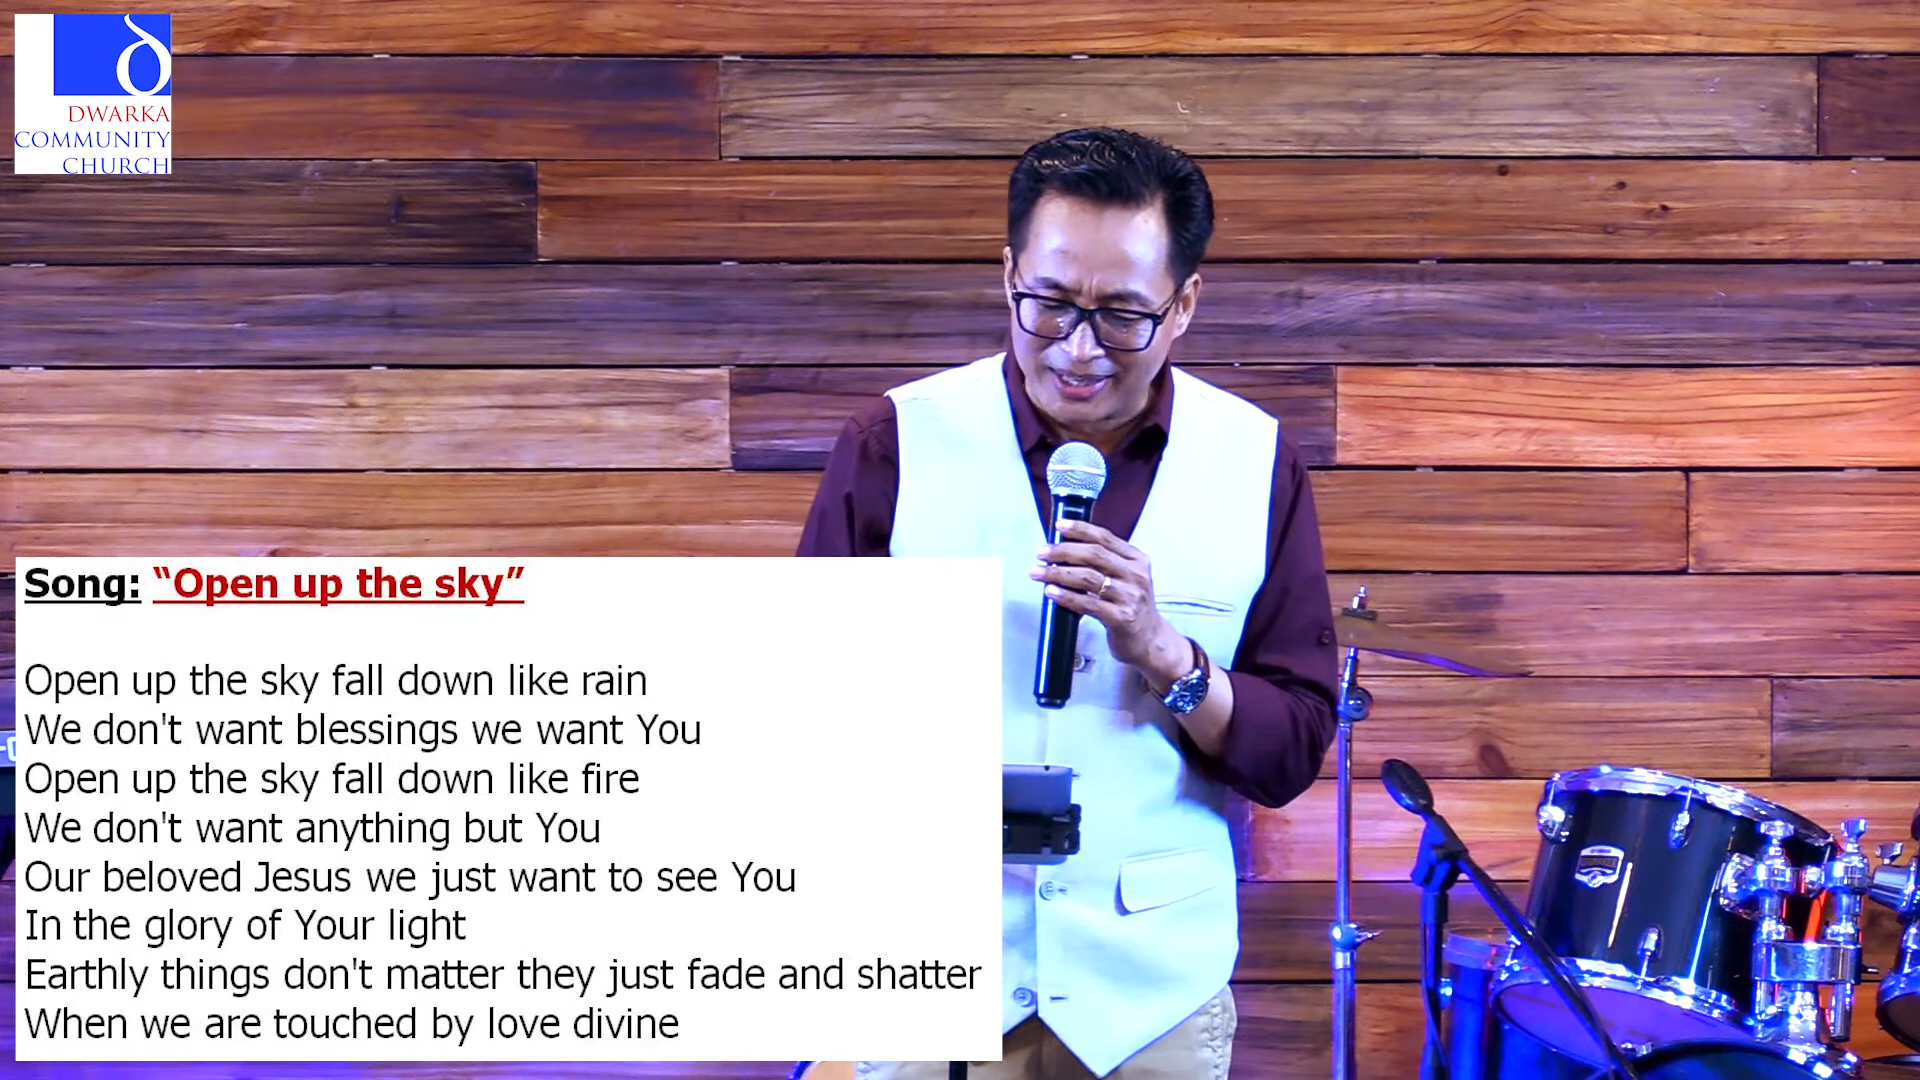 DWARKA
COMMUNITY
CHURCH
Song: “Open up the sky”
Open up the sky fall down like rain
We don't want blessings we want You
Open up the sky fall down like fire
We don't want anything but You
Our beloved Jesus we just want to see You
In the glory of Your light
Earthly things don't matter they just fade and shatter
When we are touched by love divine